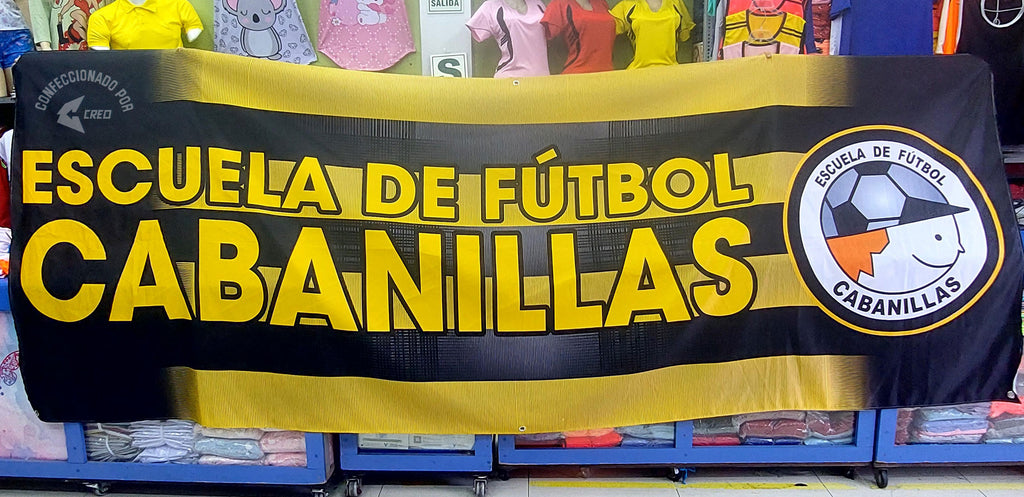 SALIDA
S
CONFECCIONADO POR
CREO
ESCUELA DE FÚTBOL
CABANILLAS
ESCUELA DE FÚTBOL
CABANILLAS